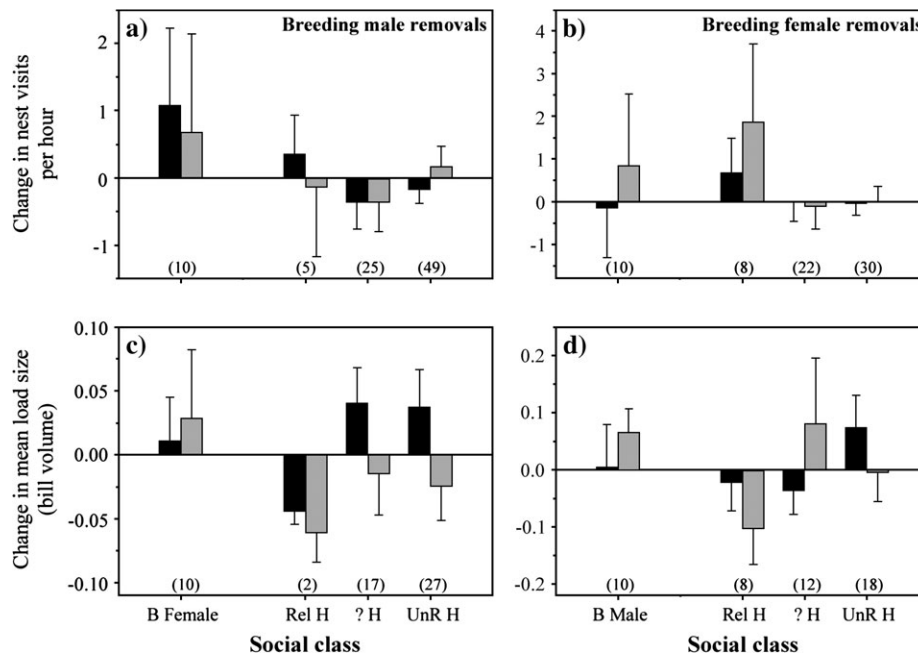 a) Breeding male removals
b) Breeding female removals
Change in nest visits
per hour
2
1
0
-1
(10) (5) (25) (49)
4
3
2
1
0
-1
(10) (8) (22) (30)
c)
d)
Change in mean load size
(bill volume)
0.10
0.05
0.00
-0.05
-0.10
(10) (2) (17) (27)
0.2
0.1
0.0
-0.1
-0.2
(10) (8) (12) (18)
B Female Rel H ? H UnR H
B Male Rel H ? H UnR H
Social class
Social class